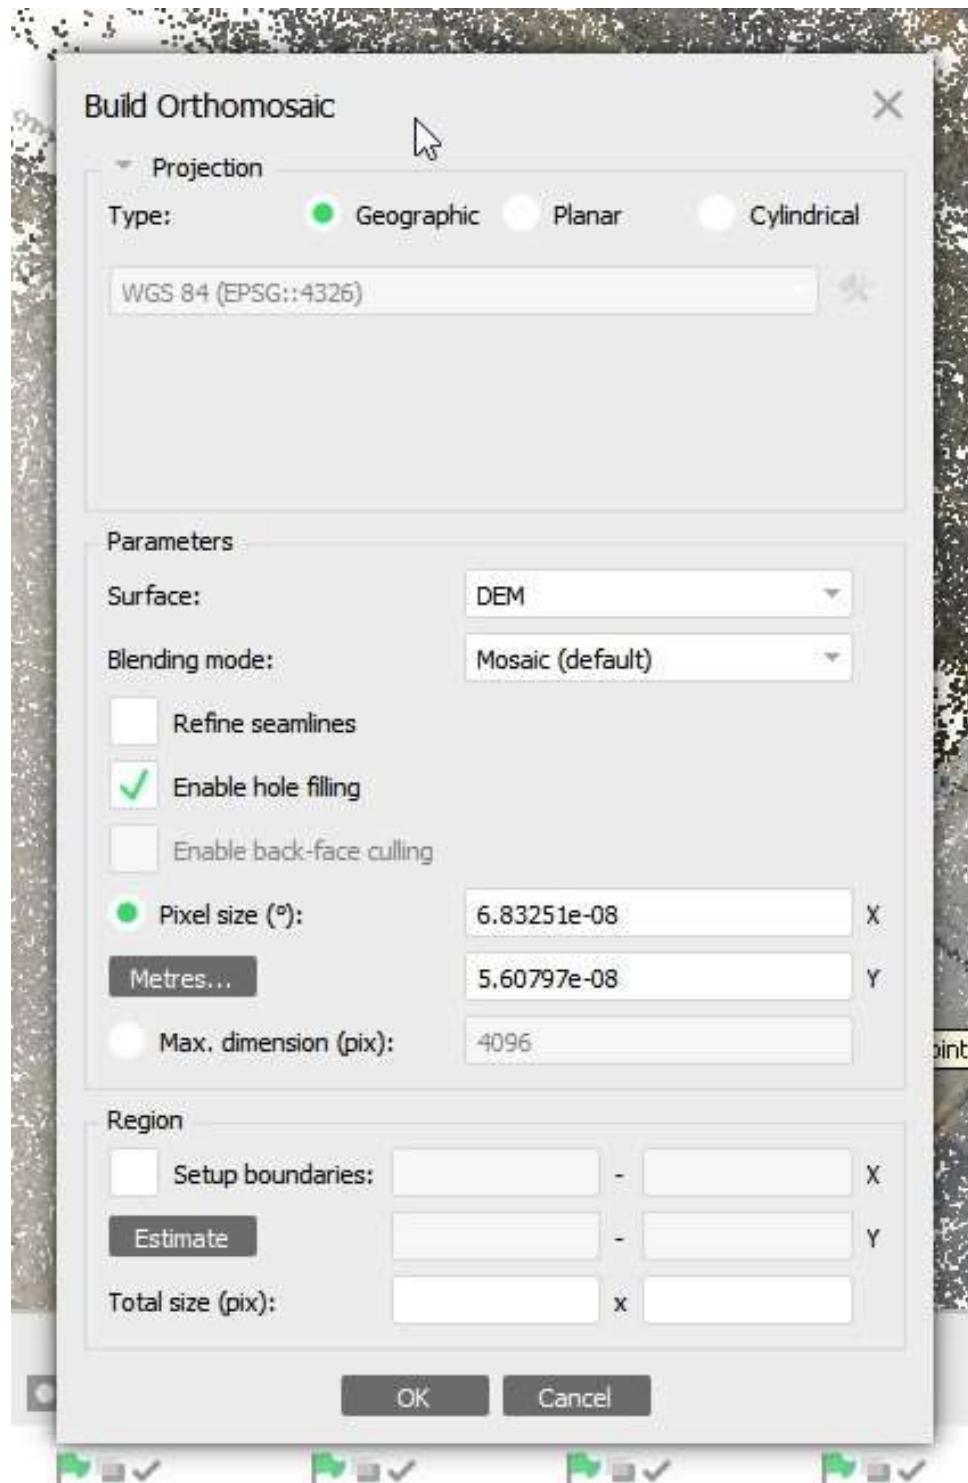 Build Orthomosaic
Projection
Type: Geographic Planar Cylindrical
WGS 84 (EPSG::4326)
Parameters
Surface: DEM
Blending mode: Mosaic (default)
Refine seamlines
Enable hole filling
Enable back-face culling
Pixel size (°): 6.83251e-08 X
Metres... 5.60797e-08 Y
Max. dimension (pix): 4096
Region
Setup boundaries: - X
Estimate - Y
Total size (pix): x
OK Cancel